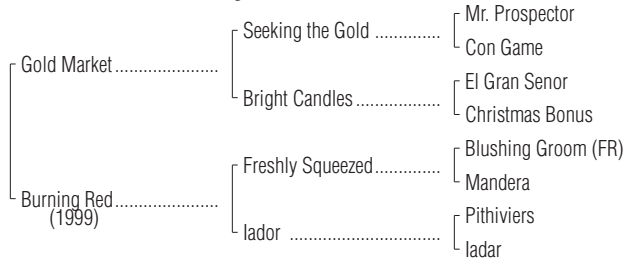 Mr. Prospector
Seeking the Gold ..............
Con Game
Gold Market ......................
El Gran Senor
Bright Candles ..................
Christmas Bonus
Blushing Groom (FR)
Freshly Squeezed ..............
Mandera
Burning Red ......................
(1999)
Pithiviers
Iador ................................
Iadar